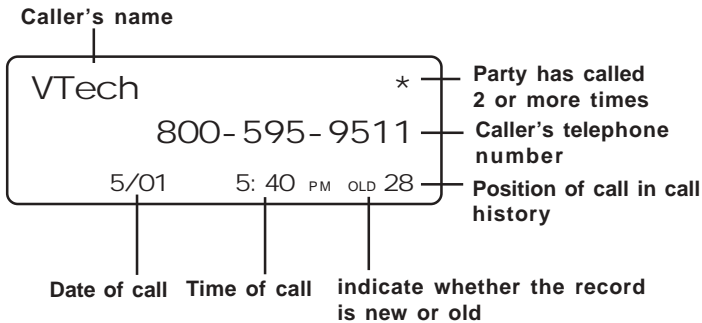 Caller's name
VTech *
Party has called
2 or more times
800-595-9511
Caller's telephone
number
5/01 5:40 PM OLD 28
Position of call in call
history
Date of call
Time of call
indicate whether the record
is new or old